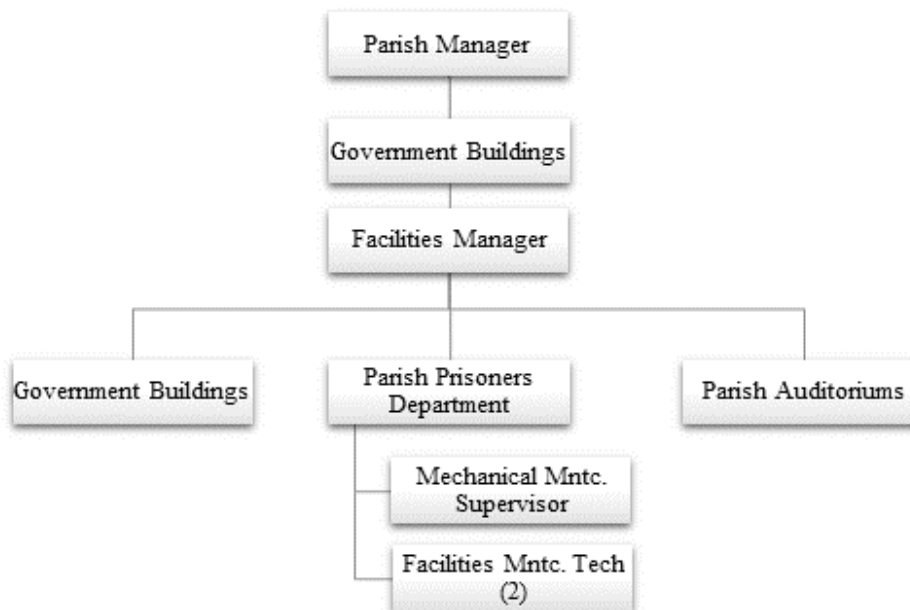 Parish Manager
Government Buildings
Facilities Manager
Government Buildings
Parish Prisoners
Department
Parish Auditoriums
Mechanical Mntc.
Supervisor
Facilities Mntc. Tech
(2)